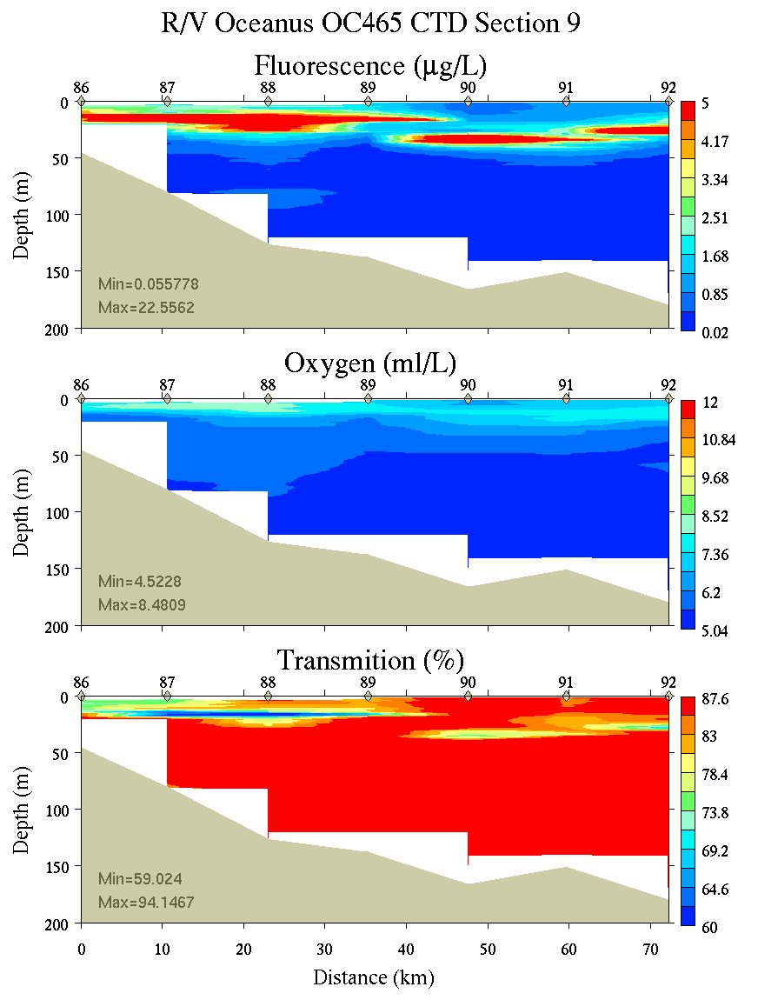 R/V Oceanus OC465 CTD Section 9
Fluorescence (µg/L)
86 87 88 89 90 91 92
0
50
100
150
200
Depth (m)
Min=0.055778
Max=22.5562
5
4.17
3.34
2.51
1.68
0.85
0.02
Oxygen (ml/L)
86 87 88 89 90 91 92
0
50
100
150
200
Depth (m)
Min=4.5228
Max=8.4809
12
10.84
9.68
8.52
7.36
6.2
5.04
Transmition (%)
86 87 88 89 90 91 92
0
50
100
150
200
Depth (m)
Min=59.024
Max=94.1467
87.6
83
78.4
73.8
69.2
64.6
60
0 10 20 30 40 50 60 70
Distance (km)